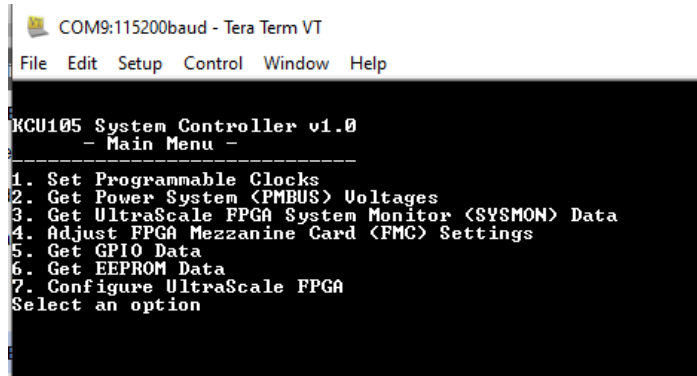 COM9:115200baud - Tera Term VT
File Edit Setup Control Window Help
KCU105 System Controller v1.0
- Main Menu -
--------------------------------
1. Set Programmable Clocks
2. Get Power System (PMBUS) Voltages
3. Get UltraScale FPGA System Monitor (SYSMON) Data
4. Adjust FPGA Mezzanine Card (FMC) Settings
5. Get GPIO Data
6. Get EEPROM Data
7. Configure UltraScale FPGA
Select an option